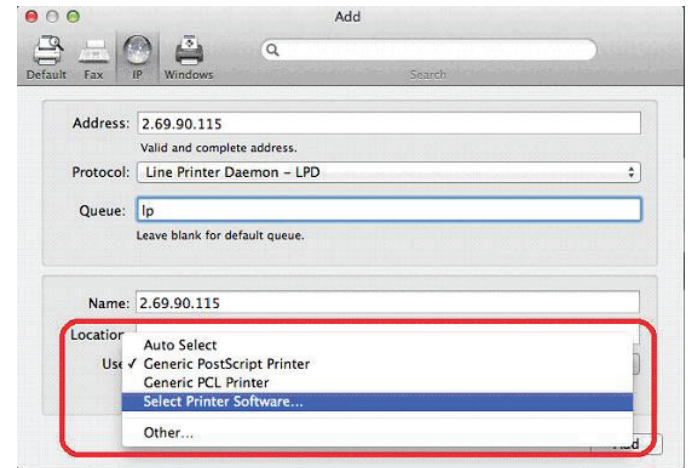 Add
Default Fax IP Windows Search
Address: 2.69.90.115
Valid and complete address.
Protocol: Line Printer Daemon – LPD
Queue: lp
Leave blank for default queue.
Name: 2.69.90.115
Location
Auto Select
Use ✓ Generic PostScript Printer
Generic PCL Printer
Select Printer Software...
Other...
Add